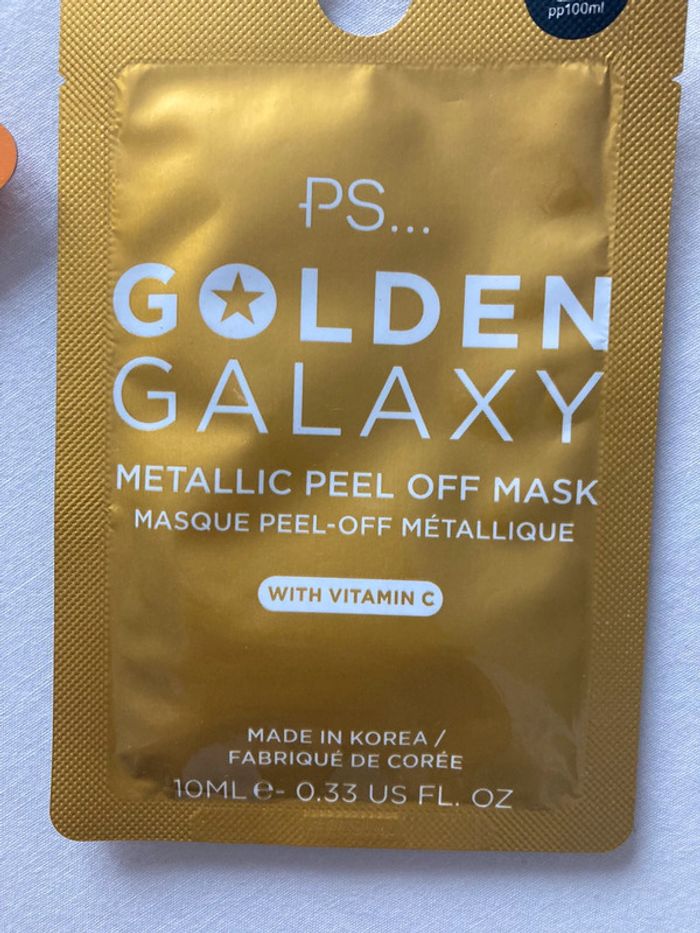 pp100ml
PS...
GOLDEN
GALAXY
METALLIC PEEL OFF MASK
MASQUE PEEL-OFF MÉTALLIQUE
WITH VITAMIN C
MADE IN KOREA /
FABRIQUÉ DE CORÉE
10ML ℮- 0.33 US FL. OZ